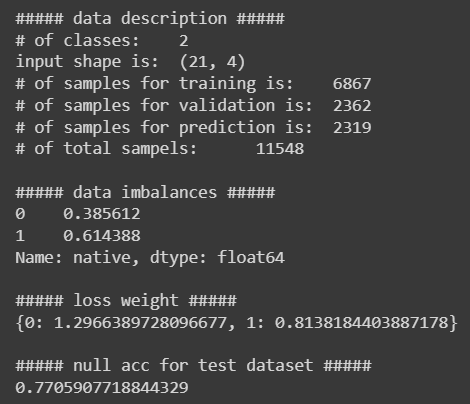 ##### data description #####
# of classes:    2
input shape is:  (21, 4)
# of samples for training is:    6867
# of samples for validation is:  2362
# of samples for prediction is:  2319
# of total sampels:      11548
##### data imbalances #####
0    0.385612
1    0.614388
Name: native, dtype: float64
##### loss weight #####
{0: 1.2966389728096677, 1: 0.8138184403887178}
##### null acc for test dataset #####
0.7705907718844329